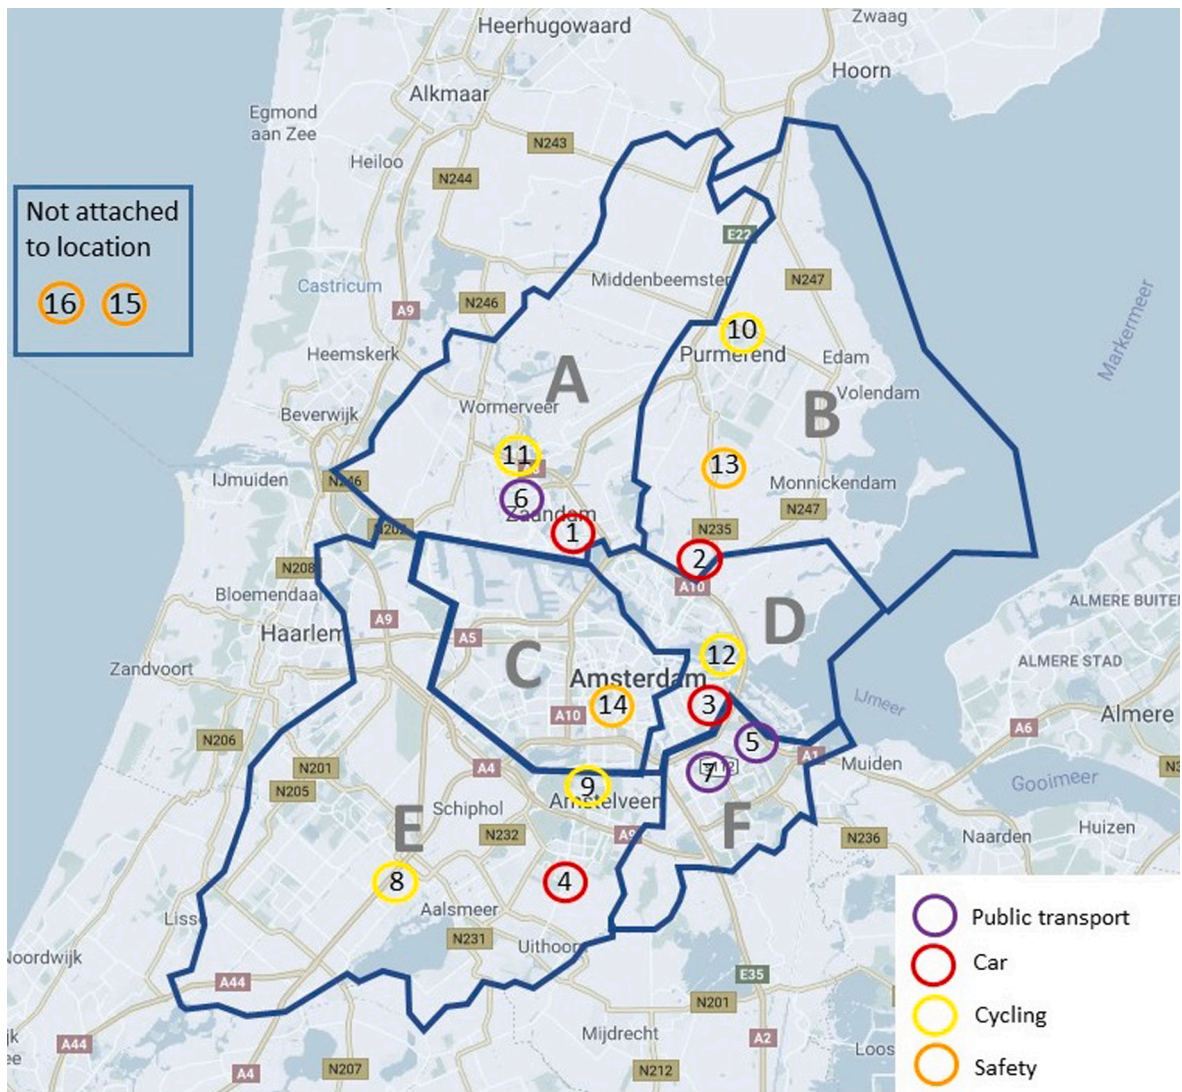 Zwaag
Heerhugowaard
Hoorn
Alkmaar
Egmond
aan Zee
N243
Heiloo
N244
Not attached
to location
16 15
E22
Middenbeemster
N247
Castricum
N246
A9
Markermeer
10
Heemskerk
Purmerend
Edam
A
Volendam
B
Wormerveer
Beverwijk
11
13
IJmuiden
N246
Monnickendam
6
N247
Zaandam
N235
1
2
N208
A10
Bloemendaal
ALMERE BUITEN
A9
D
Haarlem
A5
12
ALMERE STAD
Zandvoort
C
Amsterdam
IJmeer
14
3
A10
Almere
A6
N206
5
A1
N201
A4
7
Muiden
Gooimeer
N205
9
Schiphol
Amstelveen
E
F
N232
A9
N236
Naarden
Huizen
8
4
Lisse
Aalsmeer
Public transport
N231
Uithoorn
Noordwijk
Car
A44
E35
N201
Cycling
Mijdrecht
A2
A44
Safety
N207
N212
A4